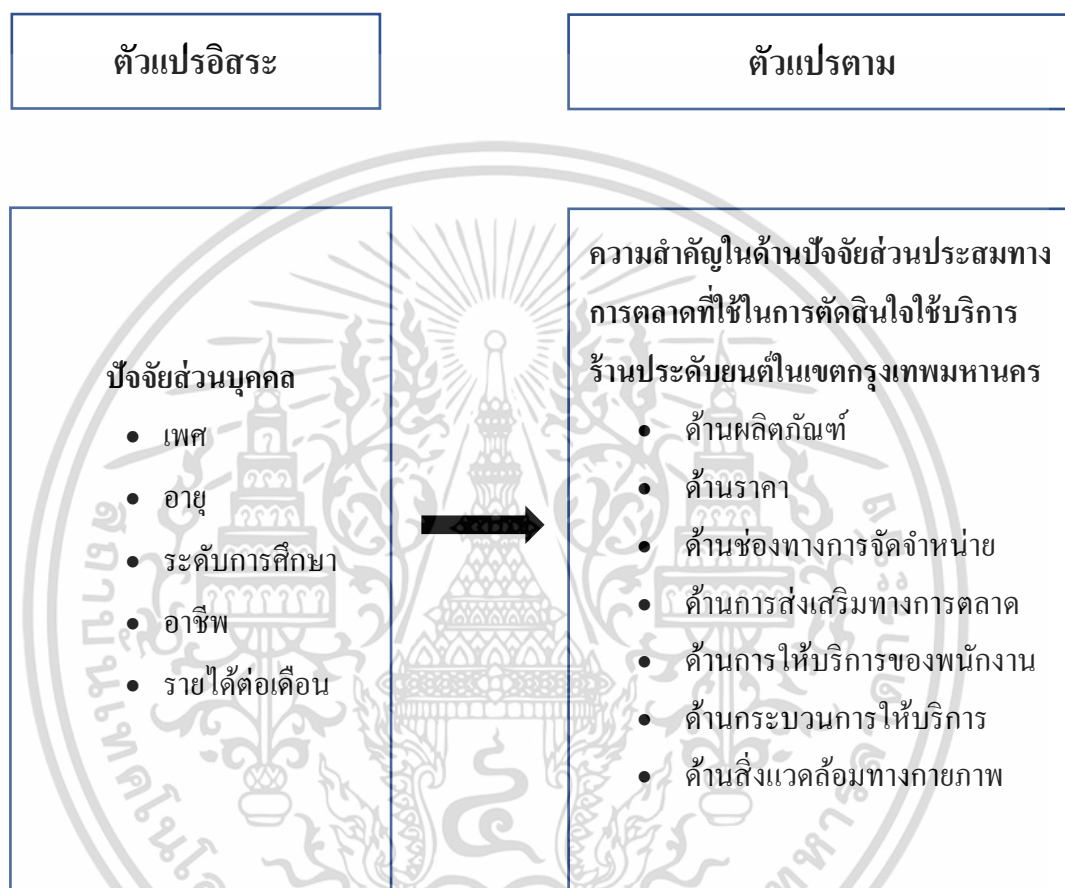 ตัวแปรอิสระ
ตัวแปรตาม
ปัจจัยส่วนบุคคล
• เพศ
• อายุ
• ระดับการศึกษา
• อาชีพ
• รายได้ต่อเดือน
ความสำคัญในด้านปัจจัยส่วนประสมทาง
การตลาดที่ใช้ในการตัดสินใจใช้บริการ
ร้านประดับยนต์ในเขตกรุงเทพมหานคร
• ด้านผลิตภัณฑ์
• ด้านราคา
• ด้านช่องทางการจัดจำหน่าย
• ด้านการส่งเสริมทางการตลาด
• ด้านการให้บริการของพนักงาน
• ด้านกระบวนการให้บริการ
• ด้านสิ่งแวดล้อมทางกายภาพ